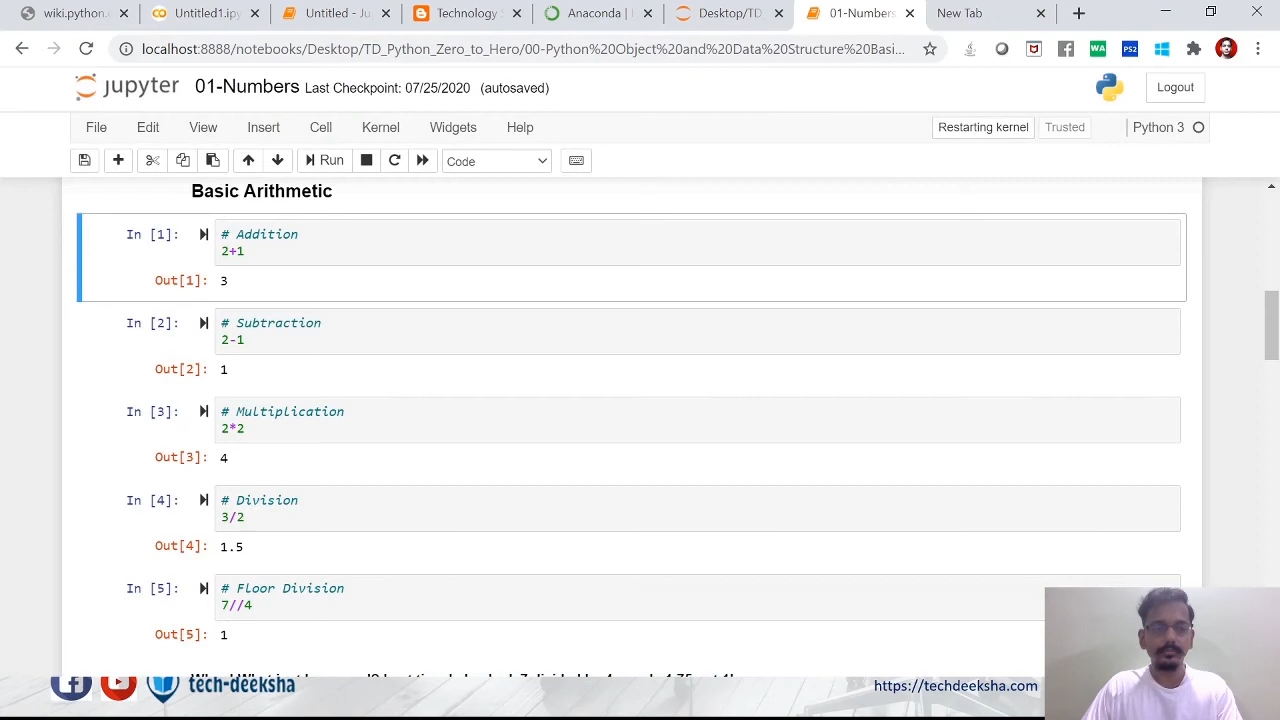 wiki.python.
Untitled1.ipy
Untitled - Ju
Technology
Anaconda |
Desktop/TD
01-Numbers
New Tab
localhost:8888/notebooks/Desktop/TD_Python_Zero_to_Hero/00-Python%20Object%20and%20Data%20Structure%20Basi...
WA
PS2
jupyter 01-Numbers Last Checkpoint: 07/25/2020 (autosaved)
Logout
File Edit View Insert Cell Kernel Widgets Help
Restarting kernel Trusted Python 3
Run Code
Basic Arithmetic
In [1]: # Addition
2+1
Out[1]: 3
In [2]: # Subtraction
2-1
Out[2]: 1
In [3]: # Multiplication
2*2
Out[3]: 4
In [4]: # Division
3/2
Out[4]: 1.5
In [5]: # Floor Division
7//4
Out[5]: 1
tech-deeksha
https://techdeeksha.com